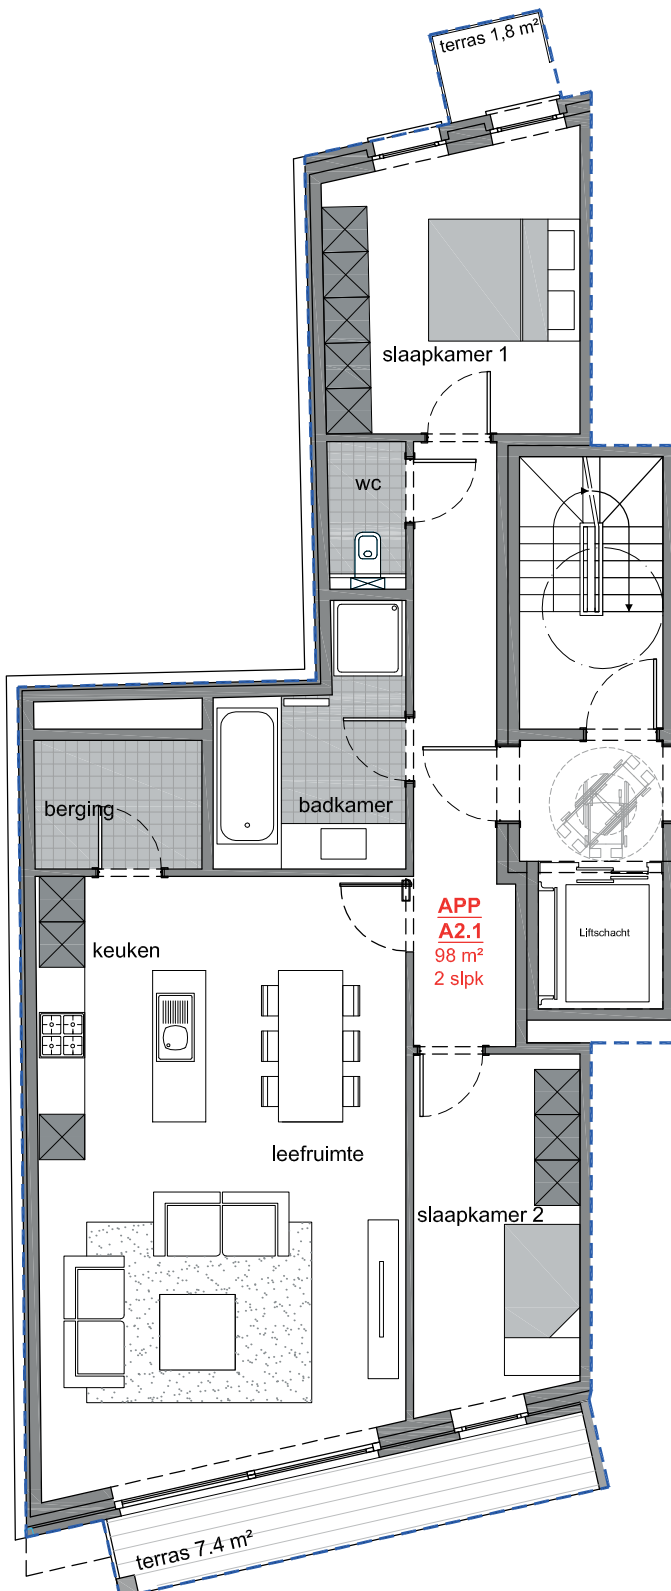 terras 1,8 m²
slaapkamer 1
wc
berging
badkamer
keuken
APP
A2.1
98 m²
2 slpk
Liftschacht
leefruimte
slaapkamer 2
terras 7.4 m²